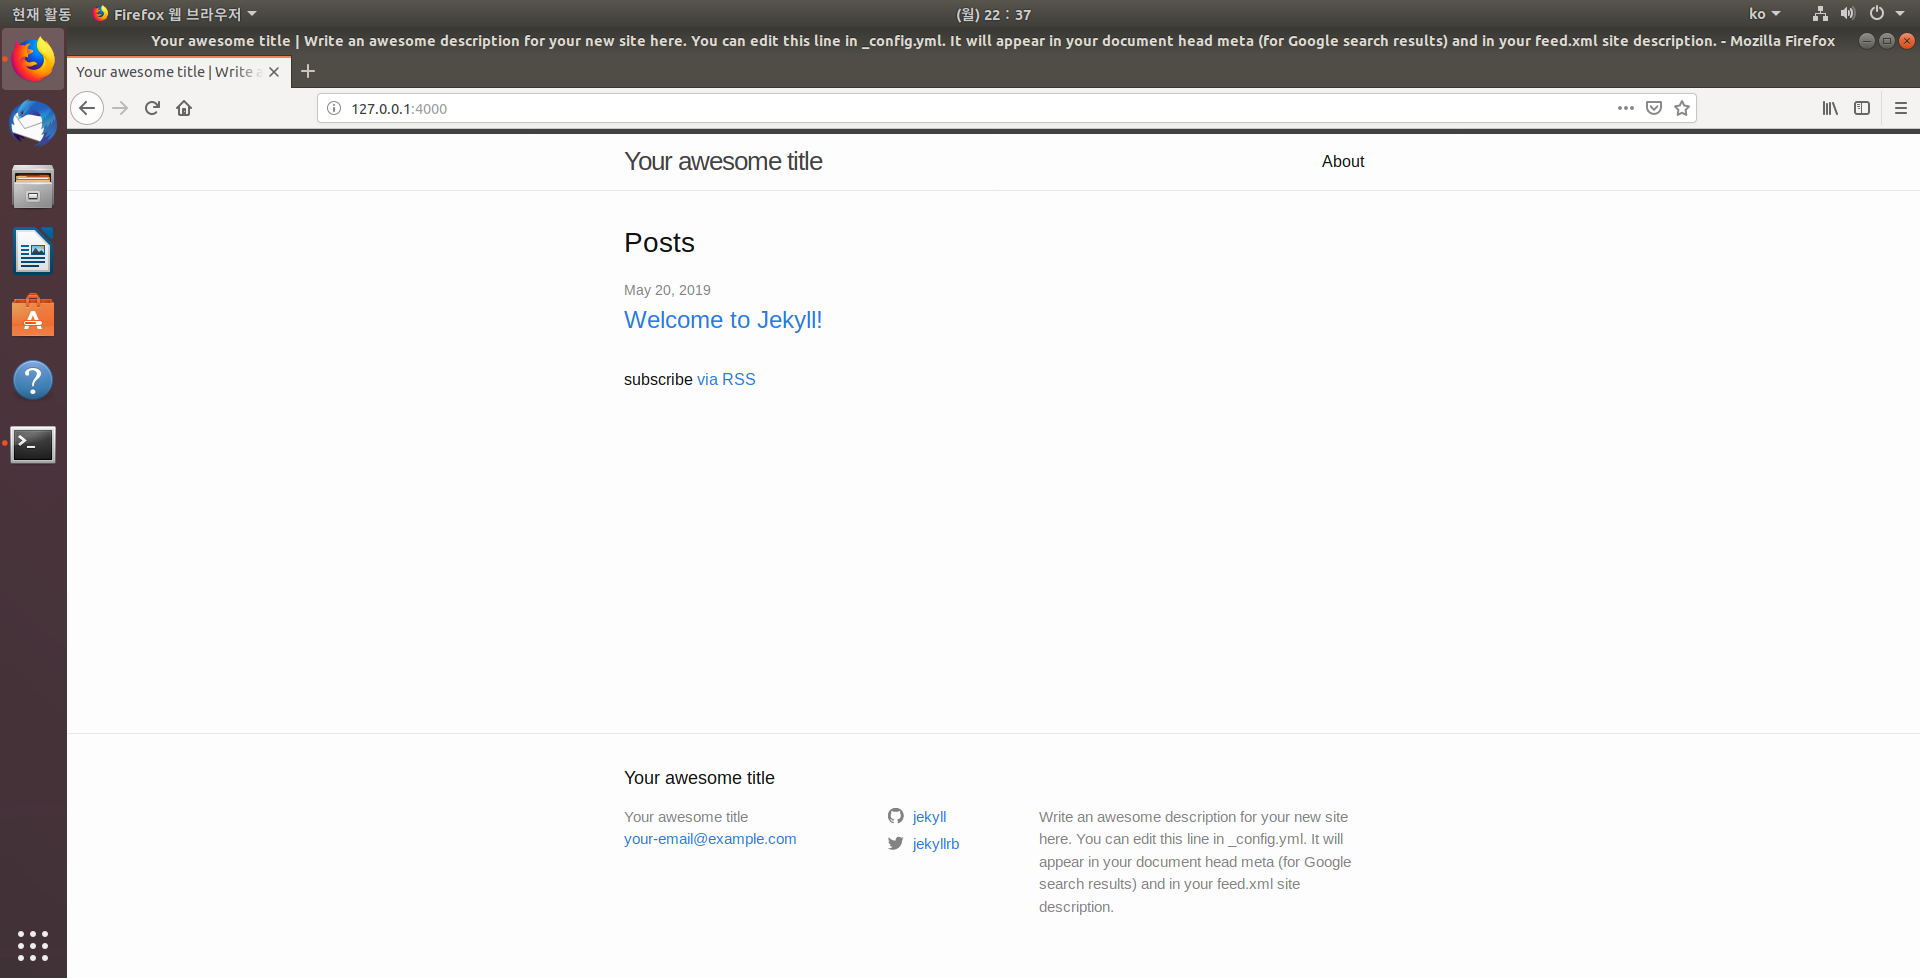 현재 활동 Firefox 웹 브라우저 (월) 22 : 37 ko
Your awesome title | Write an awesome description for your new site here. You can edit this line in _config.yml. It will appear in your document head meta (for Google search results) and in your feed.xml site description. - Mozilla Firefox
Your awesome title | Write a
127.0.0.1:4000
Your awesome title About
Posts
May 20, 2019
Welcome to Jekyll!
subscribe via RSS
Your awesome title
Your awesome title
your-email@example.com
jekyll
jekyllrb
Write an awesome description for your new site
here. You can edit this line in _config.yml. It will
appear in your document head meta (for Google
search results) and in your feed.xml site
description.